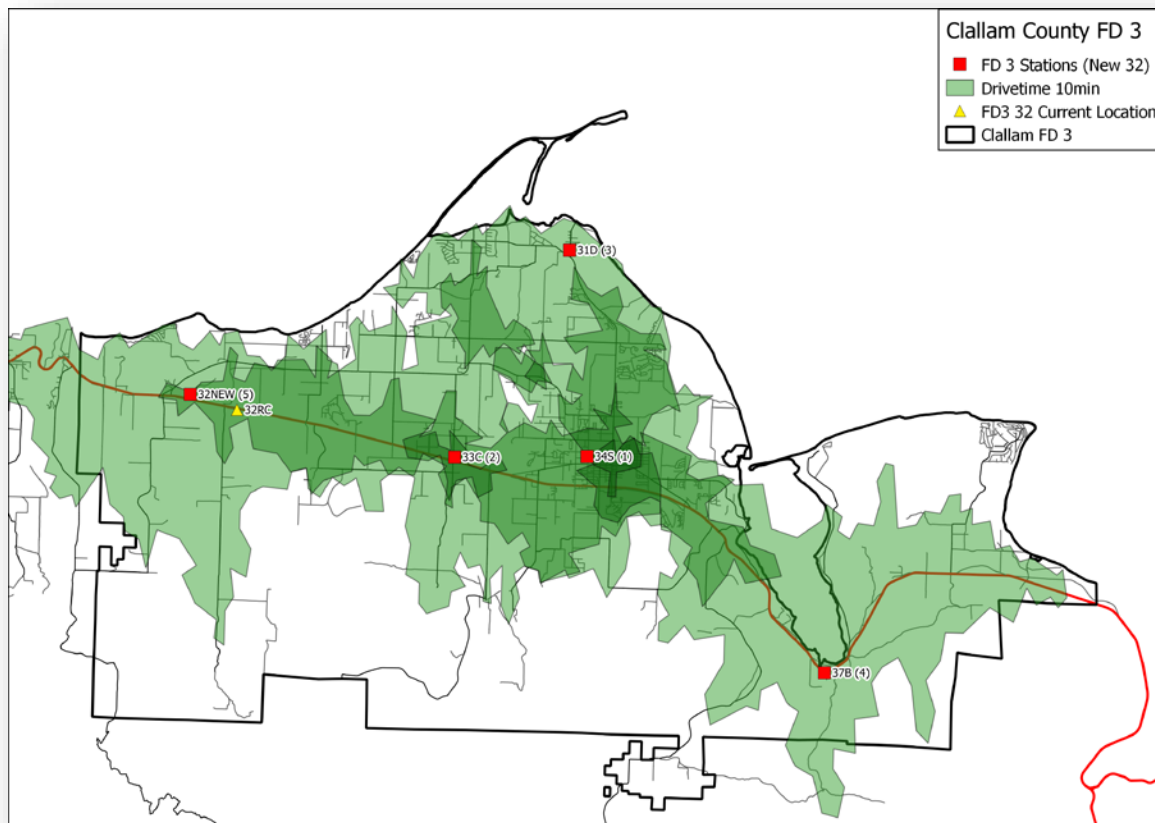 Clallam County FD 3
FD 3 Stations (New 32)
Drivetime 10min
FD3 32 Current Location
Clallam FD 3
31D (3)
32NEW (5)
32RC
33C (2)
34S (1)
37B (4)